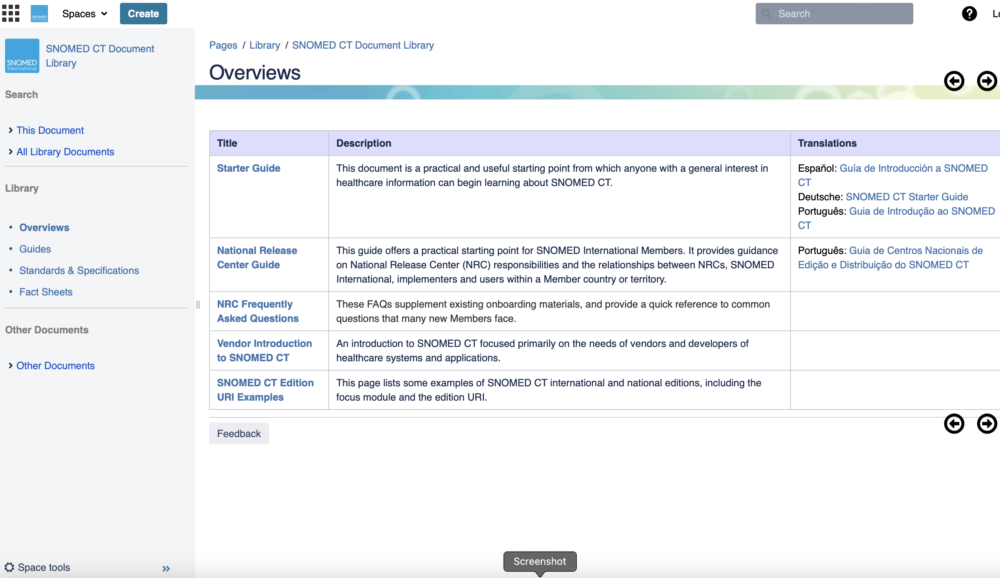 SNOMED
International
Spaces
Create
Search
SNOMED
International
SNOMED CT Document
Library
Search
This Document
All Library Documents
Library
• Overviews
• Guides
• Standards & Specifications
• Fact Sheets
Other Documents
Other Documents
Space tools
Pages / Library / SNOMED CT Document Library
Overviews
Title Description Translations
Starter Guide
This document is a practical and useful starting point from which anyone with a general interest in
healthcare information can begin learning about SNOMED CT.
Español: Guía de Introducción a SNOMED
CT
Deutsche: SNOMED CT Starter Guide
Português: Guia de Introdução ao SNOMED
CT
National Release
Center Guide
This guide offers a practical starting point for SNOMED International Members. It provides guidance
on National Release Center (NRC) responsibilities and the relationships between NRCs, SNOMED
International, implementers and users within a Member country or territory.
Português: Guia de Centros Nacionais de
Edição e Distribuição do SNOMED CT
NRC Frequently
Asked Questions
These FAQs supplement existing onboarding materials, and provide a quick reference to common
questions that many new Members face.
Vendor Introduction
to SNOMED CT
An introduction to SNOMED CT focused primarily on the needs of vendors and developers of
healthcare systems and applications.
SNOMED CT Edition
URI Examples
This page lists some examples of SNOMED CT international and national editions, including the
focus module and the edition URI.
Feedback
Screenshot